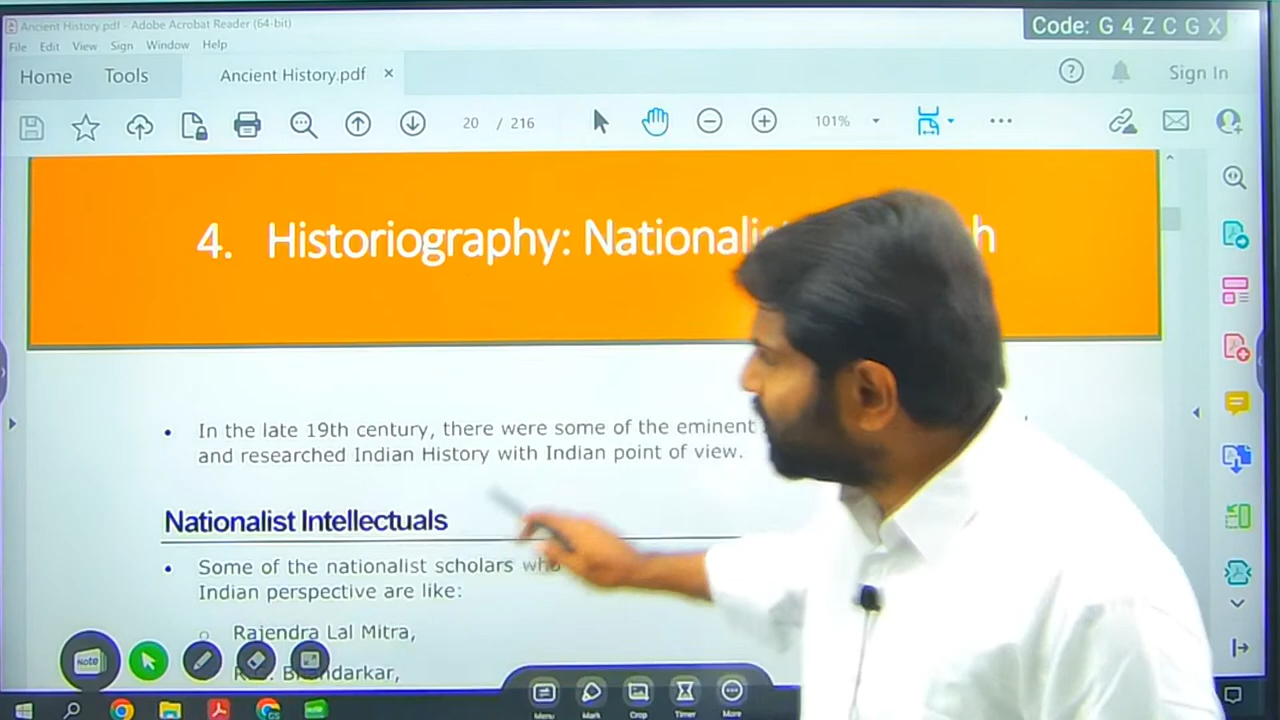 Ancient History.pdf - Adobe Acrobat Reader (64-bit)
Code: G 4 Z C G X
File Edit View Sign Window Help
Home Tools Ancient History.pdf × Sign In
20 / 216 101%
4. Historiography: Nationalis
h
In the late 19th century, there were some of the eminent
and researched Indian History with Indian point of view.
Nationalist Intellectuals
Some of the nationalist scholars who
Indian perspective are like:
Rajendra Lal Mitra,
Note
Menu Mark Crop Timer More